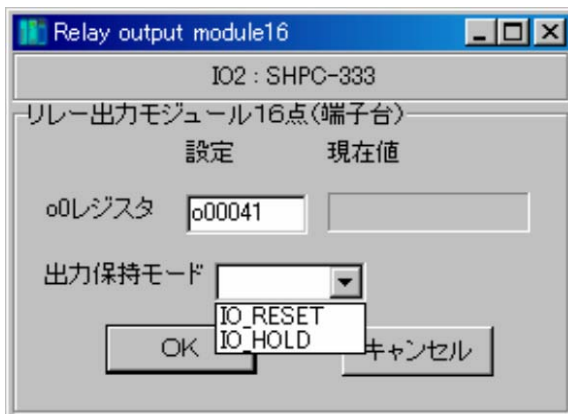 Relay output module16
IO2 : SHPC-333
リレー出力モジュール16点(端子台)
設定 現在値
o0レジスタ o00041
出力保持モード
IO_RESET
IO_HOLD
OK キャンセル